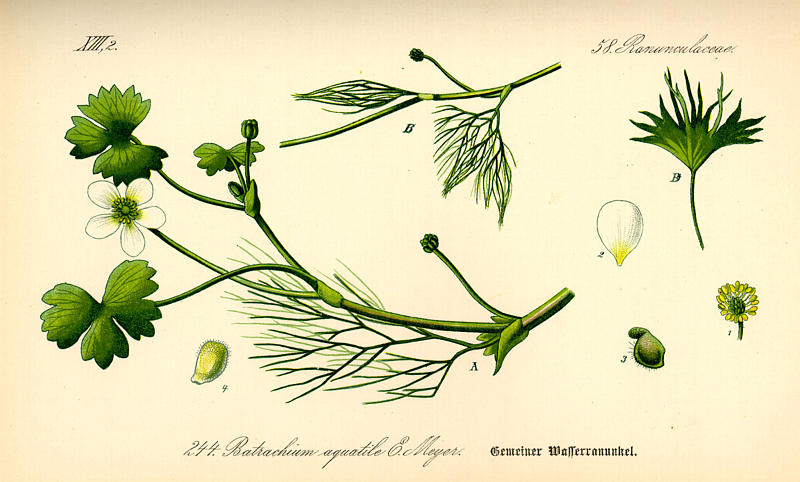 XIII, 2.
58. Ranunculaceae.
B
B
2
1
3
A
4
244. Batrachium aquatile E. Meyer. Gemeiner Wasserranunkel.